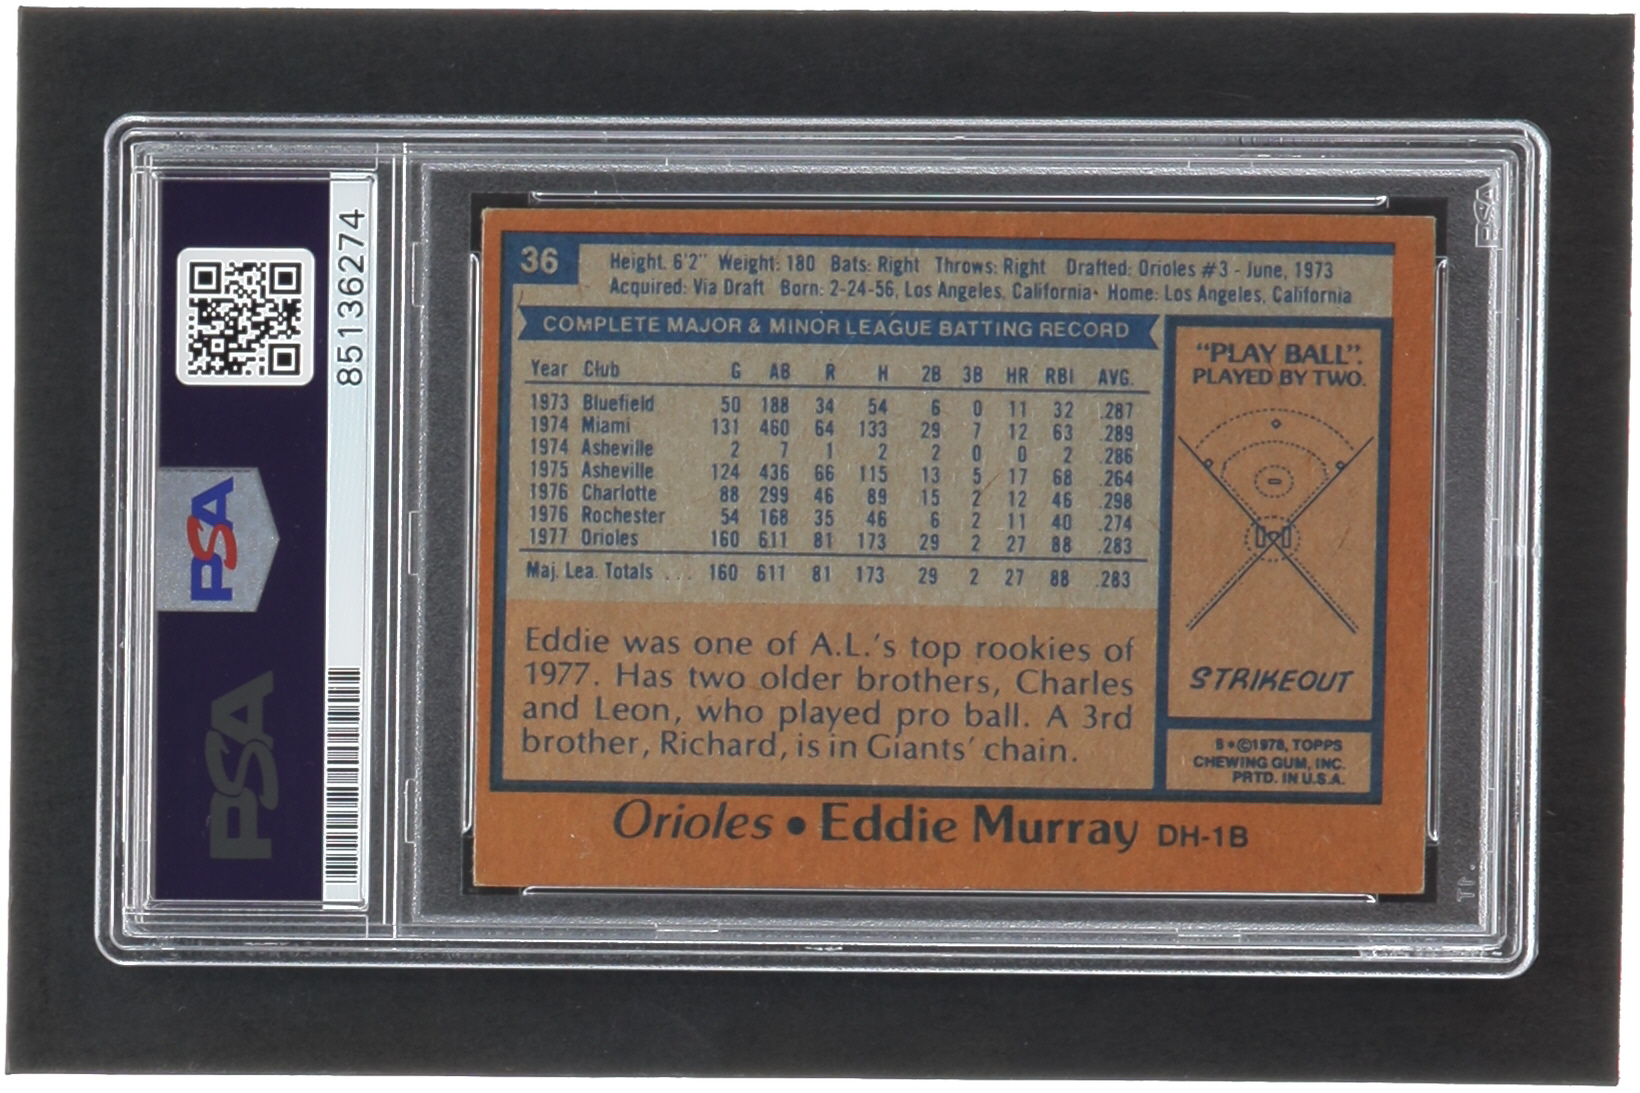 85136274
PSA
PSA
PSA
36
Height. 6'2" Weight: 180 Bats: Right Throws: Right Drafted: Orioles #3 - June, 1973
Acquired: Via Draft Born: 2-24-56, Los Angeles, California • Home: Los Angeles, California
COMPLETE MAJOR & MINOR LEAGUE BATTING RECORD
Year Club G AB R H 2B 3B HR RBI AVG.
1973 Bluefield 50 188 34 54 6 0 11 32 .287
1974 Miami 131 460 64 133 29 7 12 63 .289
1974 Asheville 2 7 1 2 2 0 0 2 .286
1975 Asheville 124 436 66 115 13 5 17 68 .264
1976 Charlotte 88 299 46 89 15 2 12 46 .298
1976 Rochester 54 168 35 46 6 2 11 40 .274
1977 Orioles 160 611 81 173 29 2 27 88 .283
Maj. Lea. Totals ... 160 611 81 173 29 2 27 88 .283
Eddie was one of A.L.'s top rookies of
1977. Has two older brothers, Charles
and Leon, who played pro ball. A 3rd
brother, Richard, is in Giants' chain.
"PLAY BALL".
PLAYED BY TWO.
STRIKEOUT
©1978, TOPPS
CHEWING GUM, INC.
PRTD. IN U.S.A.
Orioles • Eddie Murray DH-1B